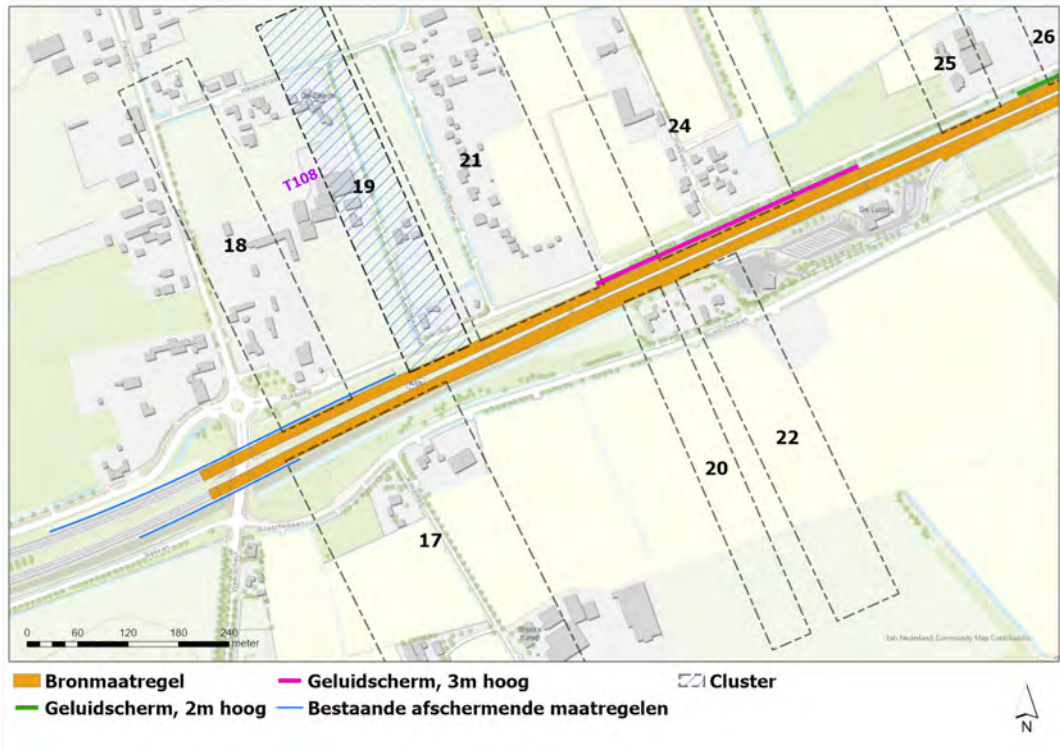 26
25
24
21
19
T108
18
De Lucht
22
20
17
0 60 120 180 240
meter
Esri Nederland, Community Map Contributors
Bronmaatregel
Geluidscherm, 3m hoog
Cluster
Geluidscherm, 2m hoog
Bestaande afschermende maatregelen
N